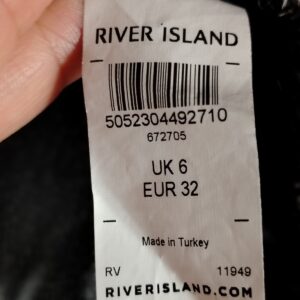 RIVER ISLAND
5052304492710
672705
UK 6
EUR 32
Made in Turkey
RV 11949
RIVERISLAND.COM